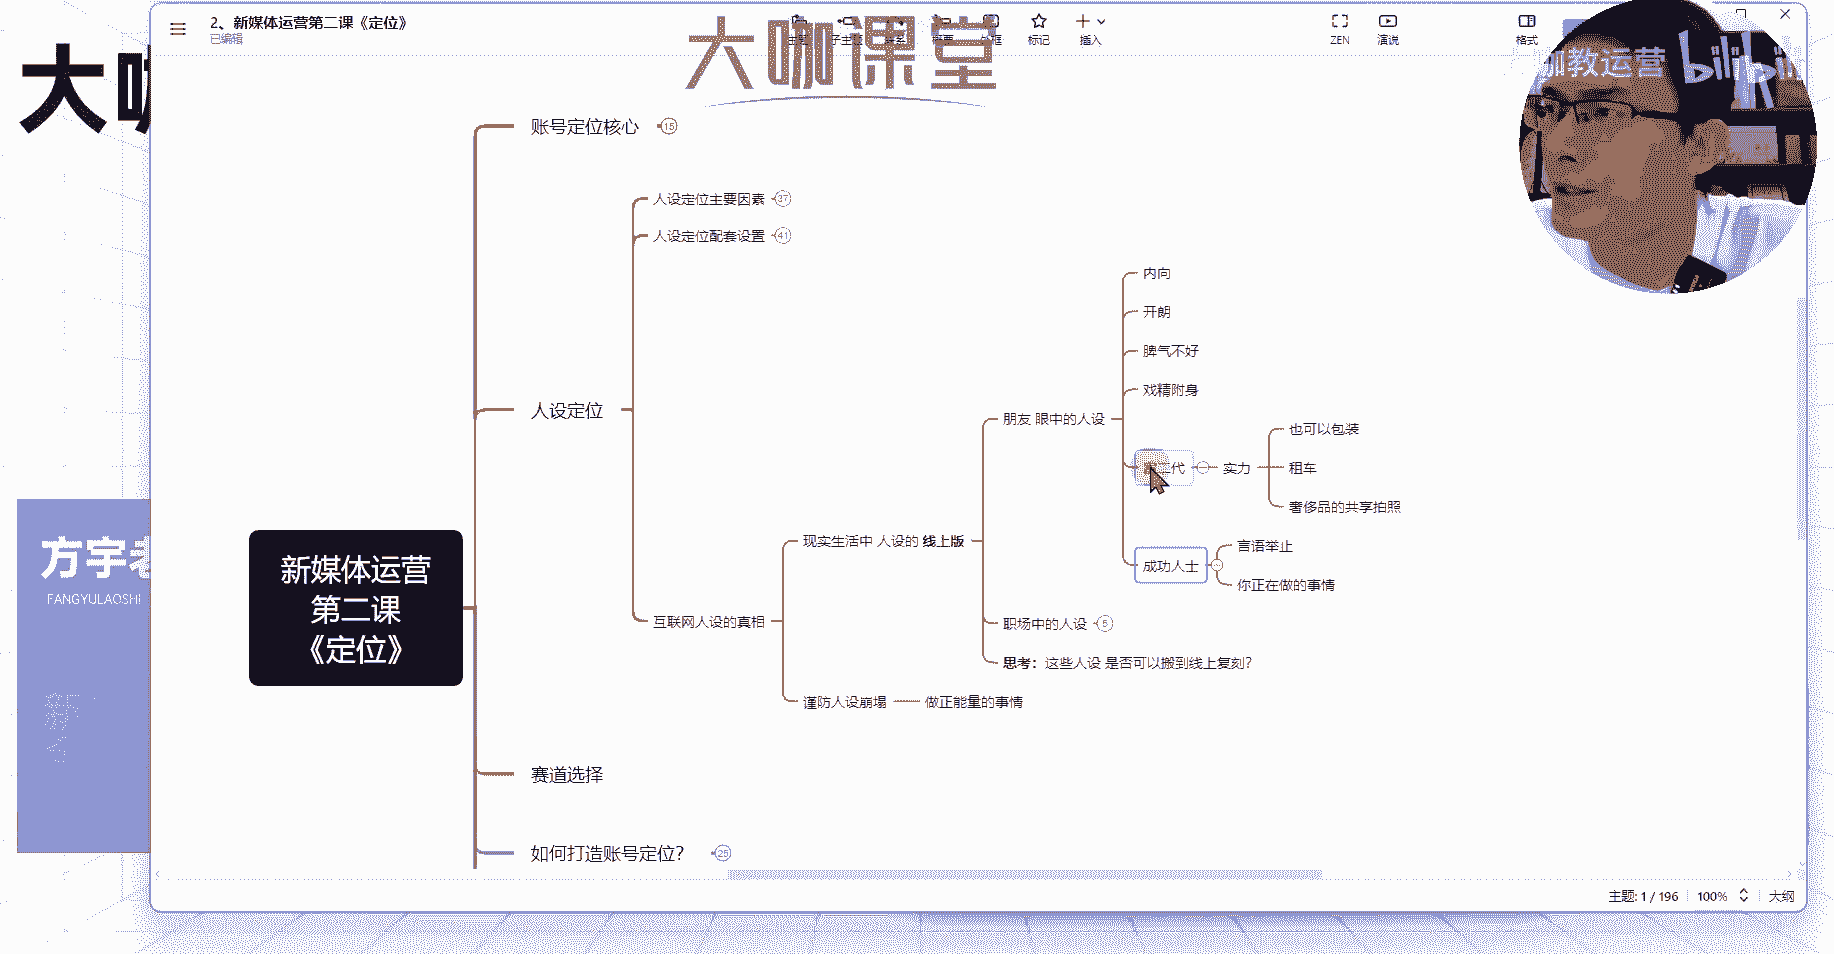 2、新媒体运营第二课《定位》
已编辑
标记
插入
ZEN
演说
格式
大咖课堂
咖教运营
bilibili
大咖
账号定位核心
15
人设定位主要因素
37
人设定位配套设置
41
内向
开朗
脾气不好
戏精附身
人设定位
朋友 眼中的人设
二代
实力
也可以包装
租车
奢侈品的共享拍照
现实生活中 人设的 线上版
成功人士
言语举止
你正在做的事情
互联网人设的真相
职场中的人设
5
思考：这些人设 是否可以搬到线上复刻？
谨防人设崩塌
做正能量的事情
新媒体运营
第二课
《定位》
赛道选择
如何打造账号定位？
25
方宇老
FANGYULAOSHI
主题: 1 / 196
100%
大纲